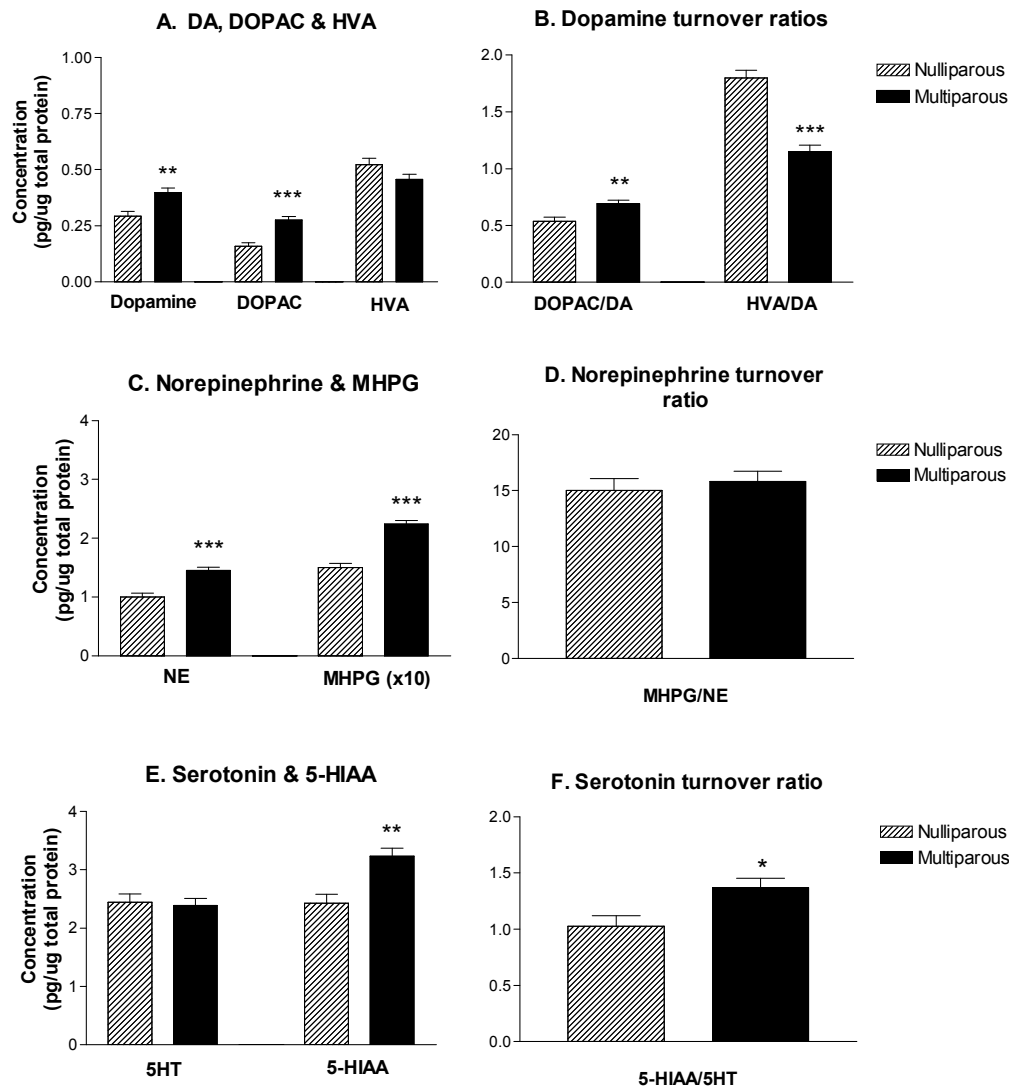 A. DA, DOPAC & HVA
Concentration
(pg/ug total protein)
1.00
0.75
0.50
0.25
0.00
**
***
Dopamine
DOPAC
HVA
B. Dopamine turnover ratios
2.0
1.5
1.0
0.5
0.0
**
***
DOPAC/DA
HVA/DA
Nulliparous
Multiparous
C. Norepinephrine & MHPG
Concentration
(pg/ug total protein)
4
3
2
1
0
***
***
NE
MHPG (x10)
D. Norepinephrine turnover
ratio
20
15
10
5
0
MHPG/NE
Nulliparous
Multiparous
E. Serotonin & 5-HIAA
Concentration
(pg/ug total protein)
4
3
2
1
0
**
5HT
5-HIAA
F. Serotonin turnover ratio
2.0
1.5
1.0
0.5
0.0
*
5-HIAA/5HT
Nulliparous
Multiparous